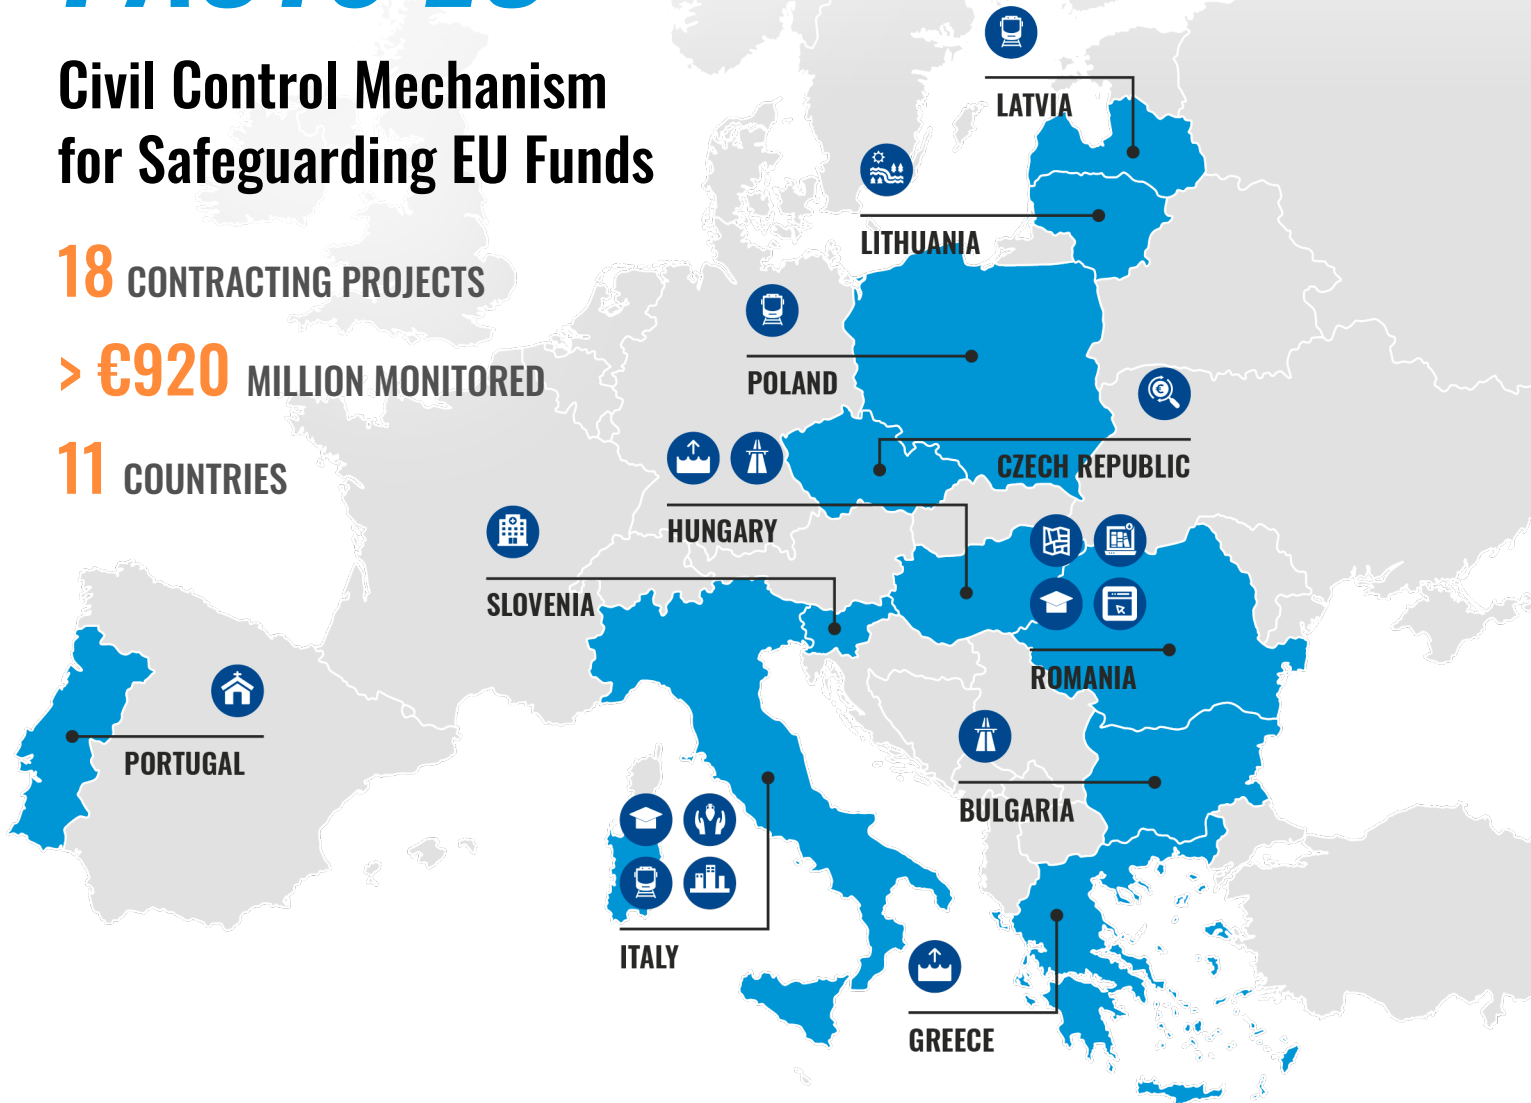 Civil Control Mechanism
for Safeguarding EU Funds
18 CONTRACTING PROJECTS
> €920 MILLION MONITORED
11 COUNTRIES
LATVIA
LITHUANIA
POLAND
CZECH REPUBLIC
HUNGARY
SLOVENIA
ROMANIA
PORTUGAL
BULGARIA
ITALY
GREECE